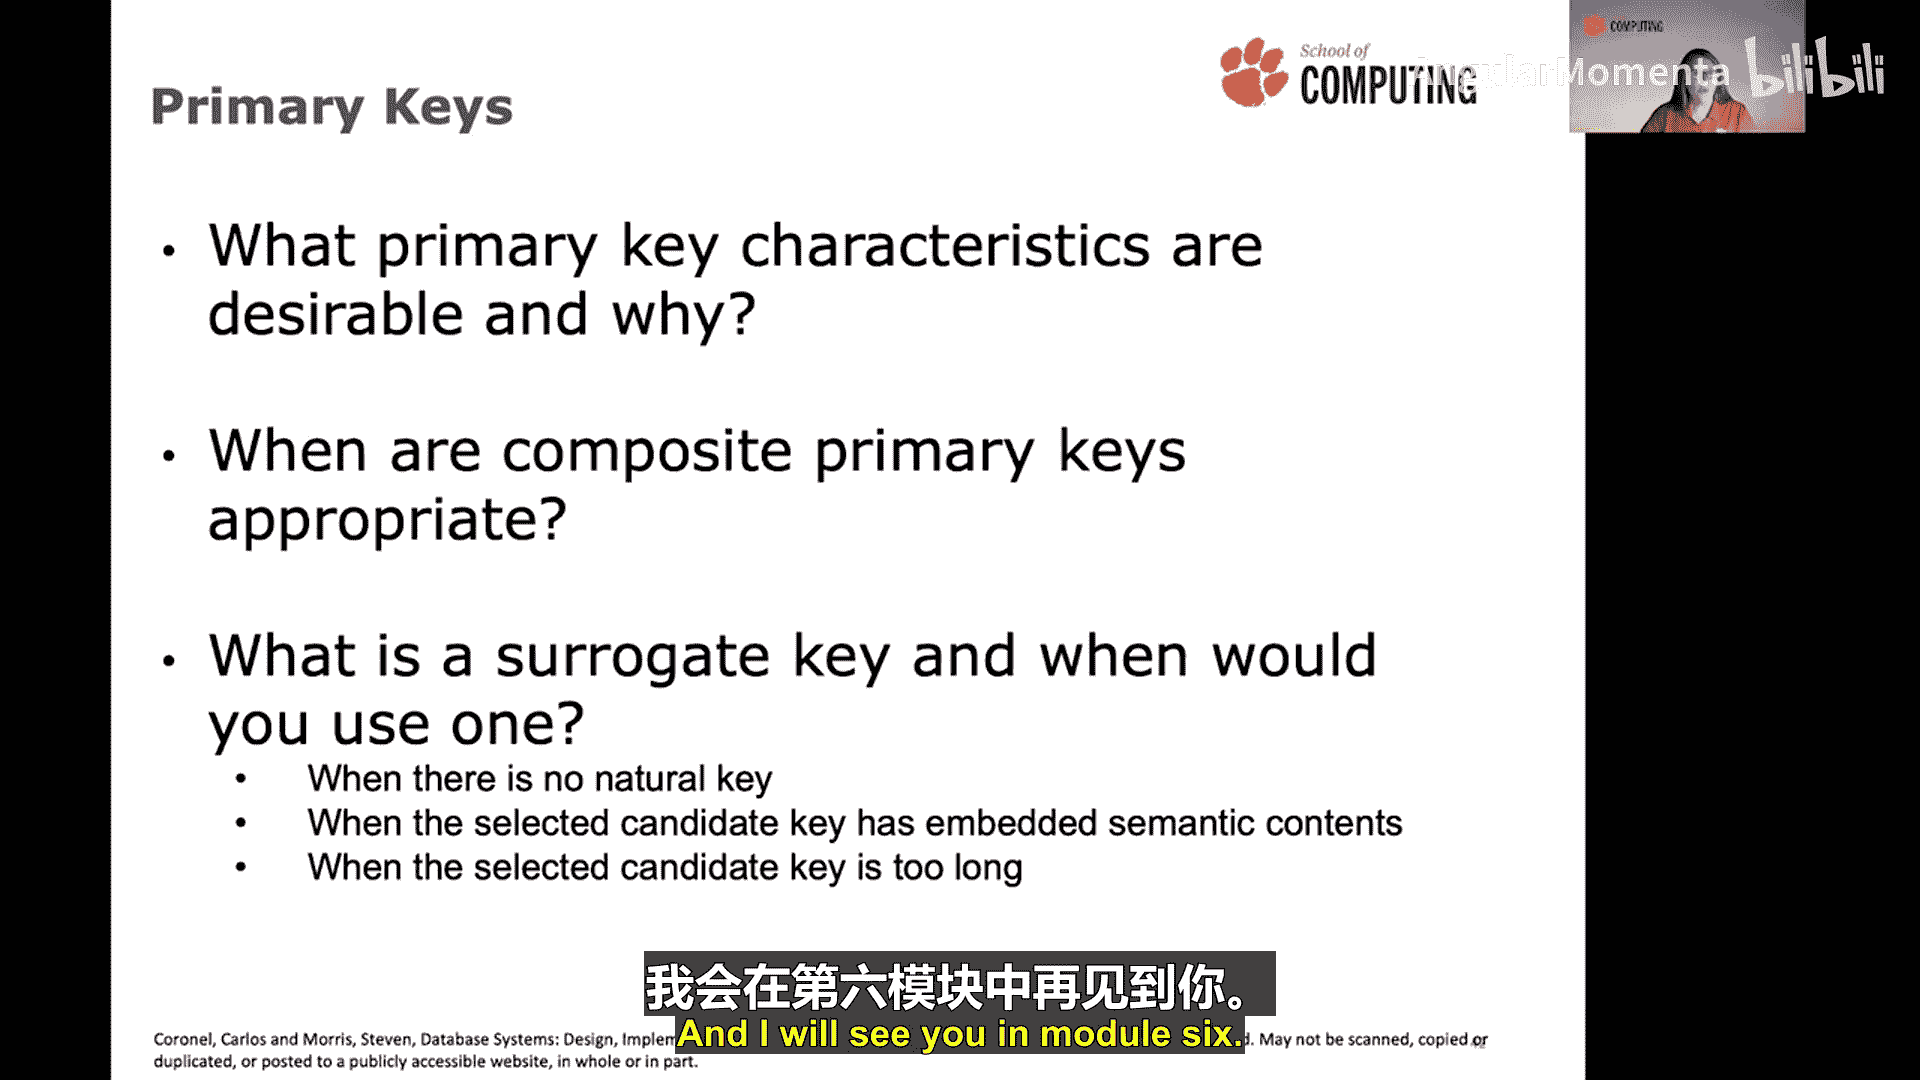 Primary Keys
School of
COMPUTING
COMPUTING
AngularMomenta bilibili
• What primary key characteristics are
desirable and why?
• When are composite primary keys
appropriate?
• What is a surrogate key and when would
you use one?
• When there is no natural key
• When the selected candidate key has embedded semantic contents
• When the selected candidate key is too long
我会在第六模块中再见到你。
And I will see you in module six.
Coronel, Carlos and Morris, Steven, Database Systems: Design, Implem
. May not be scanned, copied or
duplicated, or posted to a publicly accessible website, in whole or in part.